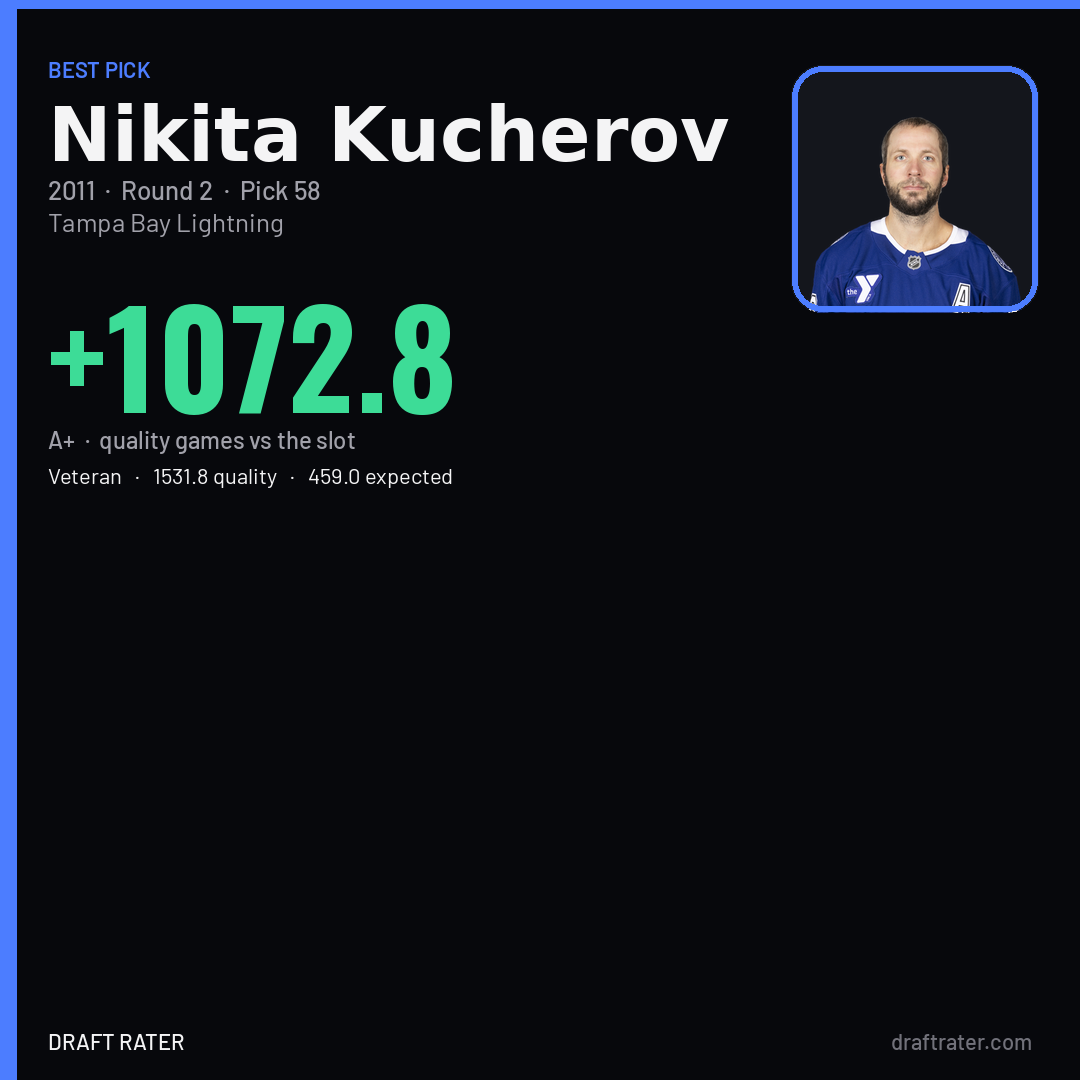 BEST PICK
Nikita Kucherov
2011 · Round 2 · Pick 58
Tampa Bay Lightning
the Y
A
+1072.8
A+ · quality games vs the slot
Veteran · 1531.8 quality · 459.0 expected
DRAFT RATER
draftrater.com